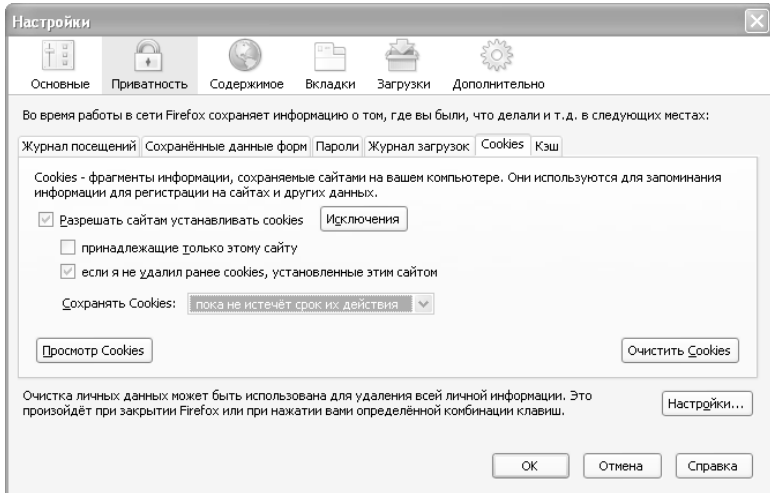 Настройки
Основные Приватность Содержимое Вкладки Загрузки Дополнительно
Во время работы в сети Firefox сохраняет информацию о том, где вы были, что делали и т.д. в следующих местах:
Журнал посещений Сохранённые данные форм Пароли Журнал загрузок Cookies Кэш
Cookies - фрагменты информации, сохраняемые сайтами на вашем компьютере. Они используются для запоминания
информации для регистрации на сайтах и других данных.
Разрешать сайтам устанавливать cookies Исключения
принадлежащие только этому сайту
если я не удалил ранее cookies, установленные этим сайтом
Сохранять Cookies: пока не истечёт срок их действия
Просмотр Cookies Очистить Cookies
Очистка личных данных может быть использована для удаления всей личной информации. Это
произойдёт при закрытии Firefox или при нажатии вами определённой комбинации клавиш.
Настройки...
OK Отмена Справка